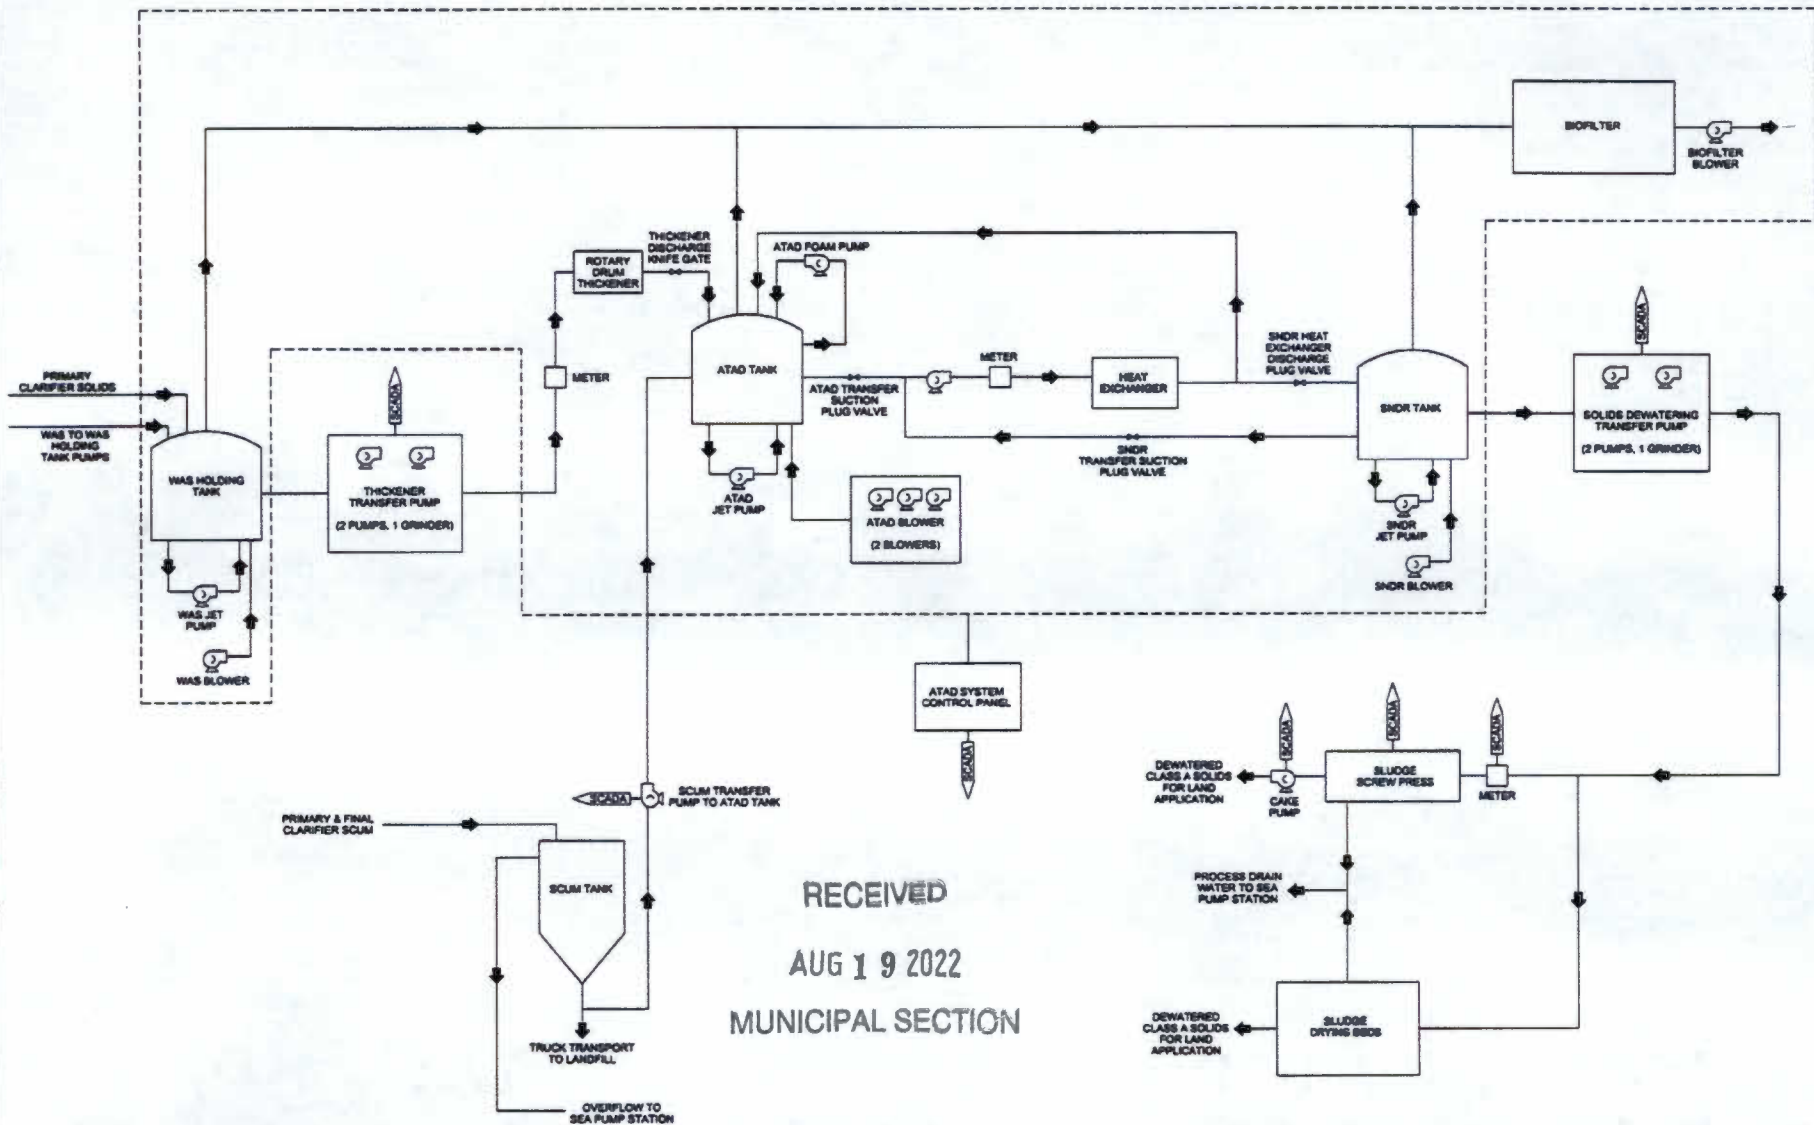 BIOFILTER
BIOFILTER
BLOWER
THICKENER
DISCHARGE
KNIFE GATE
ATAD FOAM PUMP
ROTARY
DRUM
THICKENER
SCADA
PRIMARY
CLARIFIER SOLIDS
WAS TO WAS
HOLDING
TANK PUMPS
WAS HOLDING
TANK
SCADA
THICKENER
TRANSFER PUMP
(2 PUMPS, 1 GRINDER)
METER
ATAD TANK
ATAD TRANSFER
SUCTION
PLUG VALVE
METER
HEAT
EXCHANGER
SNDR HEAT
EXCHANGER
DISCHARGE
PLUG VALVE
SNDR TANK
SOLIDS DEWATERING
TRANSFER PUMP
(2 PUMPS, 1 GRINDER)
SNDR
TRANSFER SUCTION
PLUG VALVE
ATAD
JET PUMP
ATAD BLOWER
(2 BLOWERS)
SNDR
JET PUMP
SNDR BLOWER
WAS JET
PUMP
WAS BLOWER
ATAD SYSTEM
CONTROL PANEL
SCADA
SCADA
SCADA
SCADA
DEWATERED
CLASS A SOLIDS
FOR LAND
APPLICATION
CAKE
PUMP
SLUDGE
SCREW PRESS
METER
SCADA
SCUM TRANSFER
PUMP TO ATAD TANK
PRIMARY & FINAL
CLARIFIER SCUM
SCUM TANK
PROCESS DRAIN
WATER TO SEA
PUMP STATION
RECEIVED
AUG 19 2022
MUNICIPAL SECTION
DEWATERED
CLASS A SOLIDS
FOR LAND
APPLICATION
SLUDGE
DRYING BEDS
TRUCK TRANSPORT
TO LANDFILL
OVERFLOW TO
SEA PUMP STATION